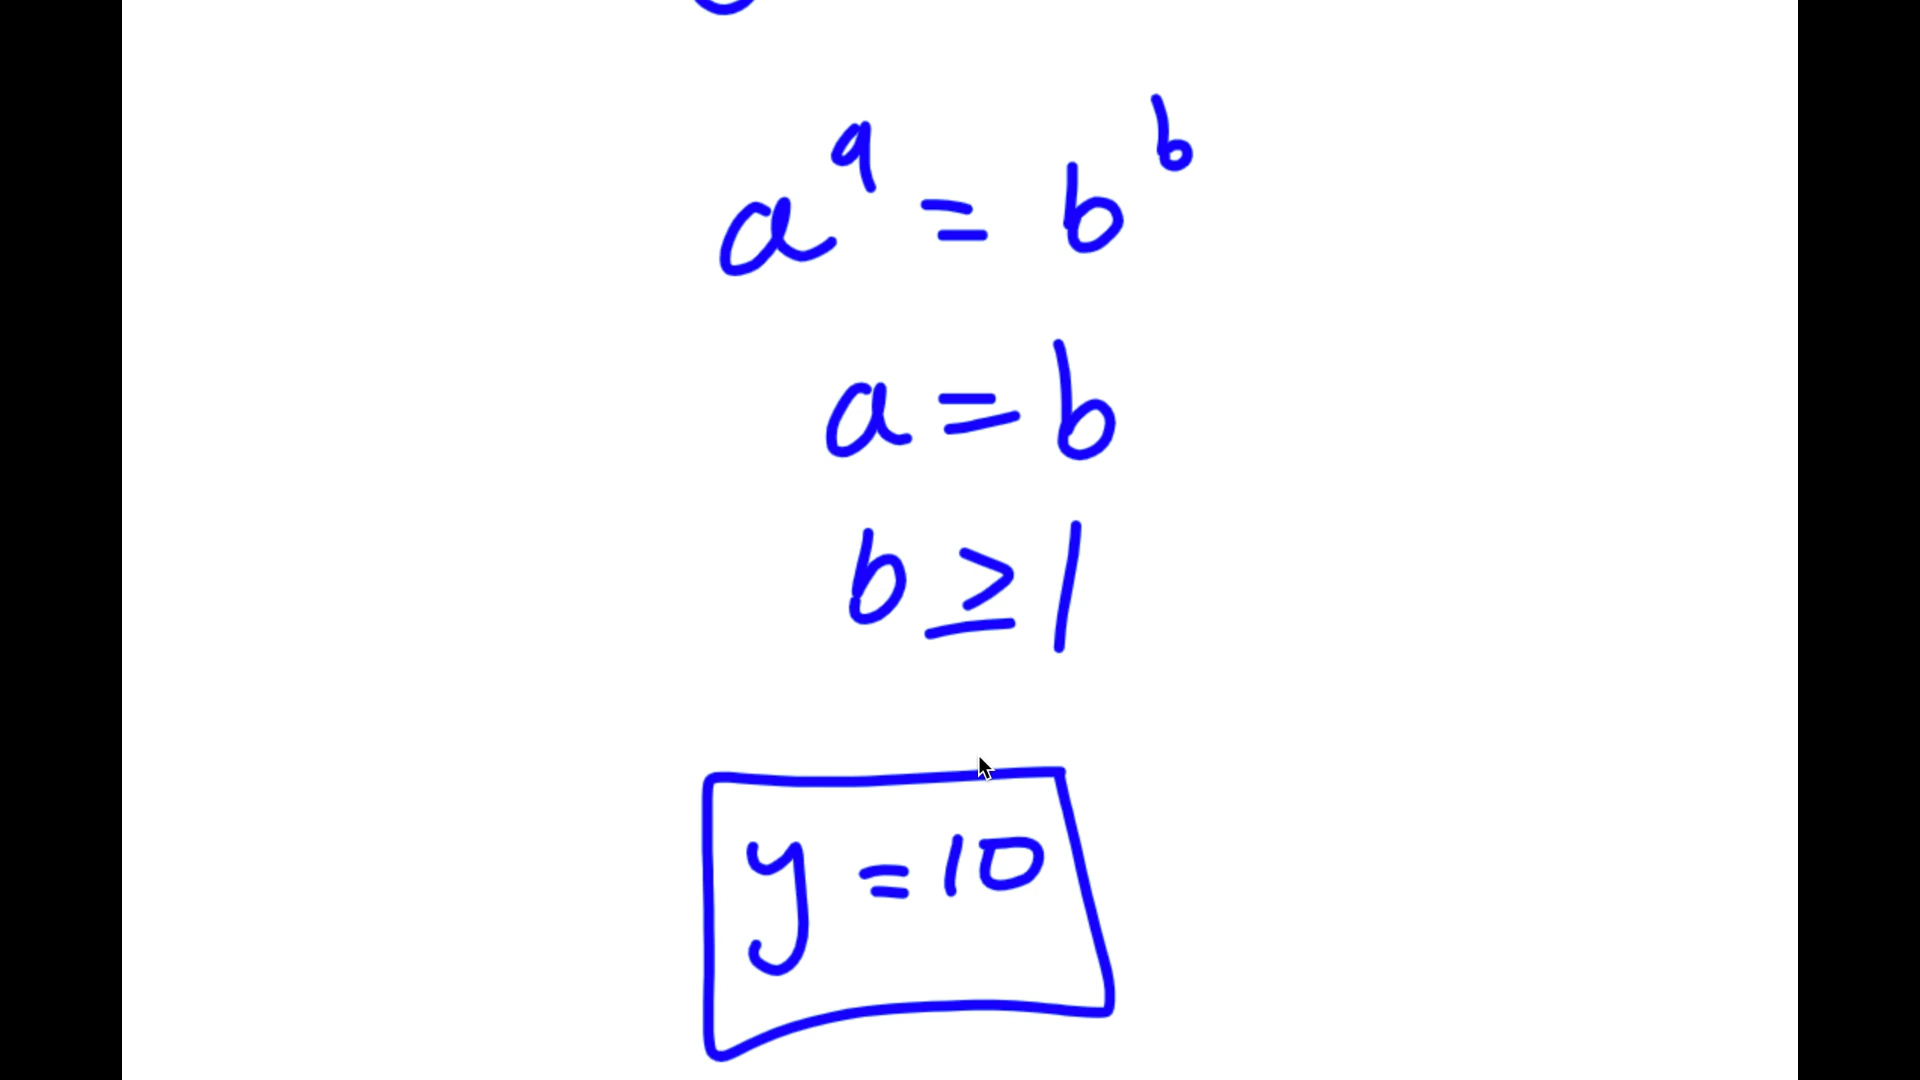 a^a = b^b
a = b
b ≥ 1
y = 10